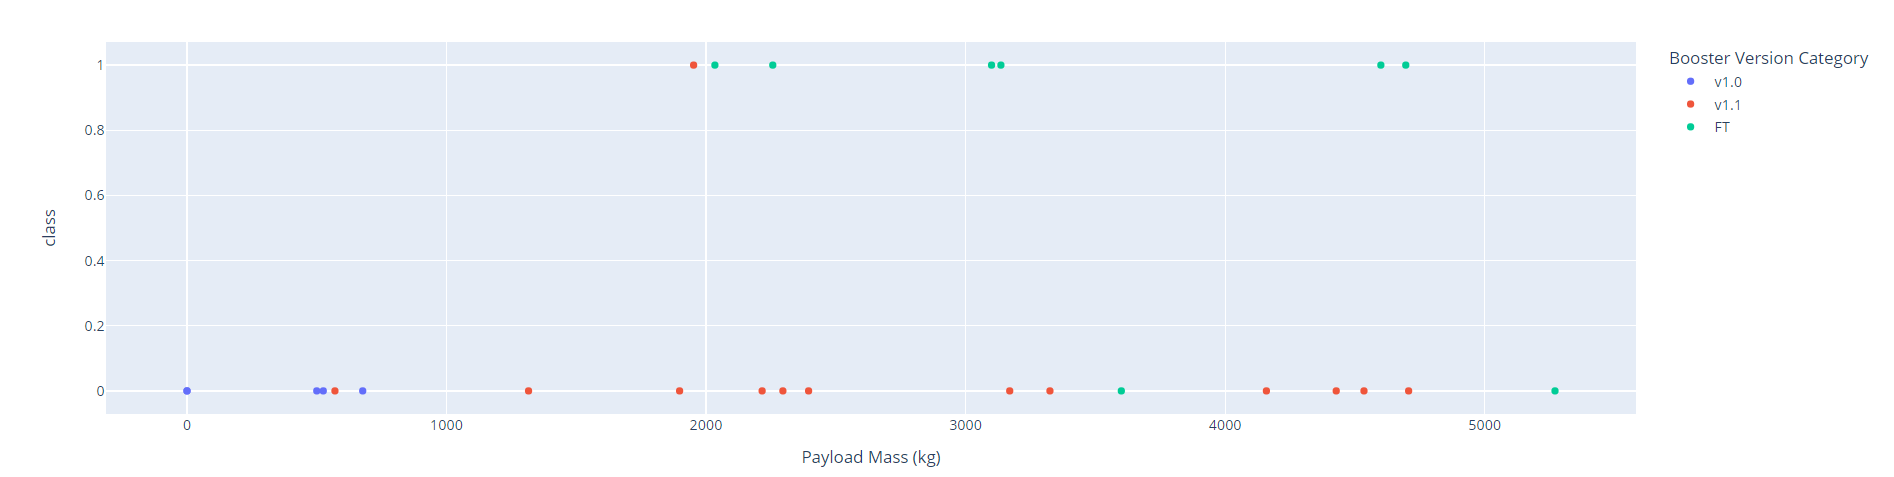 Booster Version Category
v1.0
v1.1
FT
class
1
0.8
0.6
0.4
0.2
0
0 1000 2000 3000 4000 5000
Payload Mass (kg)